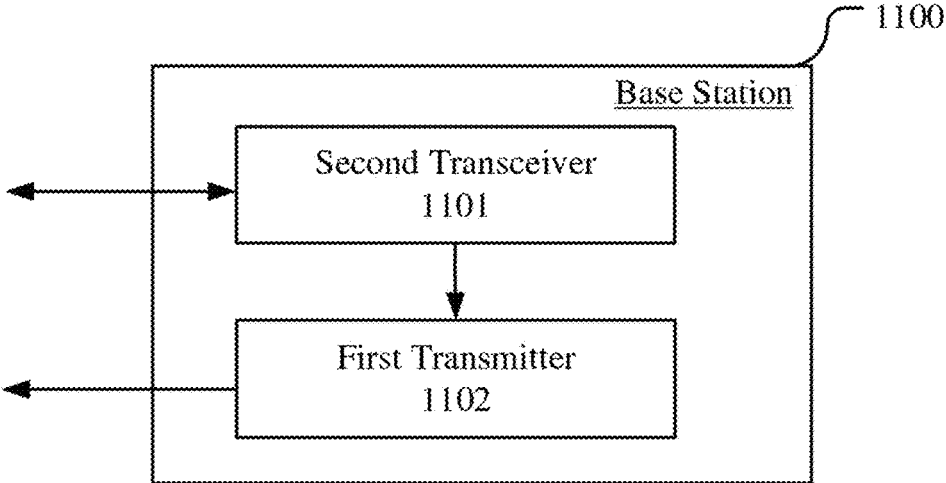 1100
Base Station
Second Transceiver
1101
First Transmitter
1102